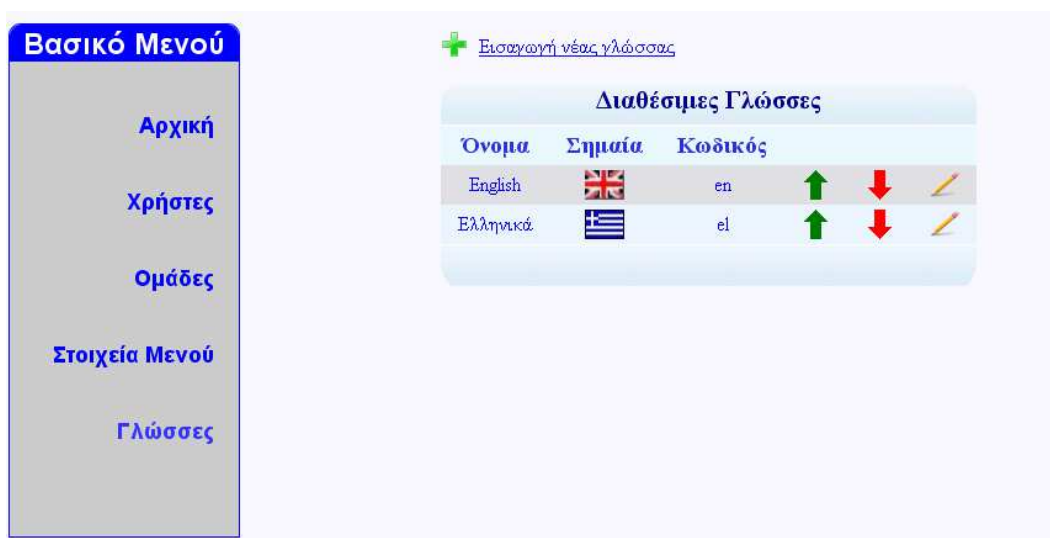 Βασικό Μενού
Αρχική
Χρήστες
Ομάδες
Στοιχεία Μενού
Γλώσσες
Εισαγωγή νέας γλώσσας
Διαθέσιμες Γλώσσες
Όνομα Σημαία Κωδικός
English en
Ελληνικά el